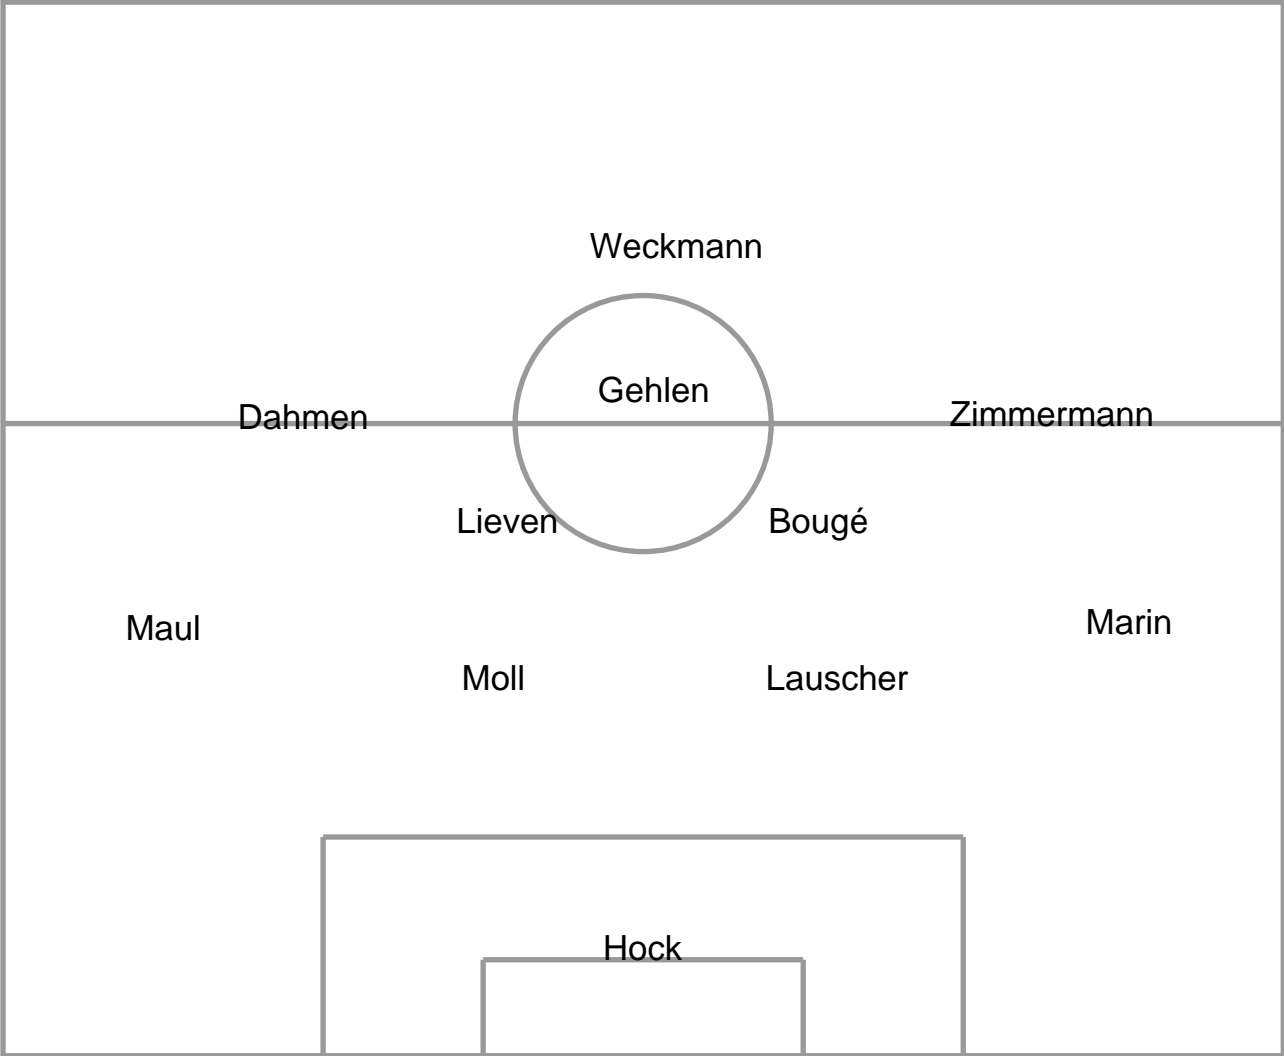 Weckmann
Gehlen
Dahmen
Zimmermann
Lieven
Bougé
Maul
Marin
Moll
Lauscher
Hock